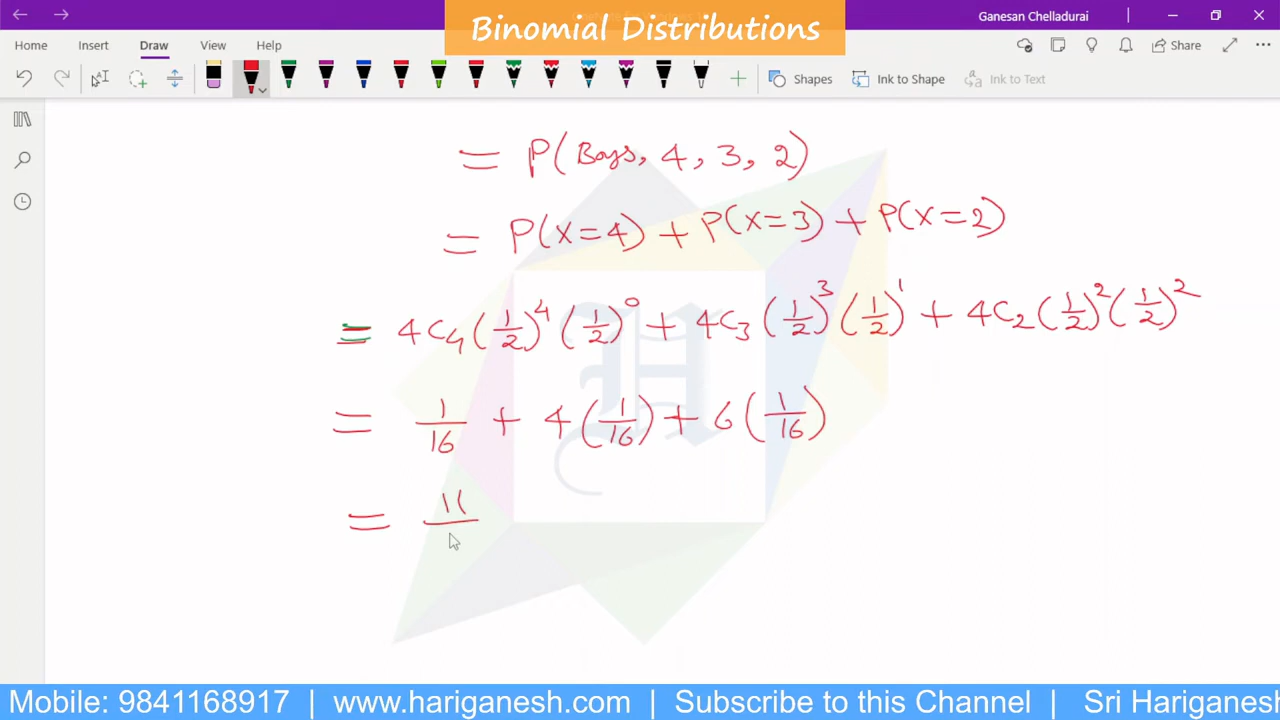 Binomial Distributions
Ganesan Chelladurai
Home Insert Draw View Help
Share
Shapes Ink to Shape Ink to Text
= P(Boys, 4, 3, 2)
= P(X=4) + P(X=3) + P(X=2)
= 4C₄(1/2)⁴(1/2)⁰ + 4C₃(1/2)³(1/2)¹ + 4C₂(1/2)²(1/2)²
= 1/16 + 4(1/16) + 6(1/16)
= 11/
H
Mobile: 9841168917 | www.hariganesh.com | Subscribe to this Channel | Sri Hariganesh